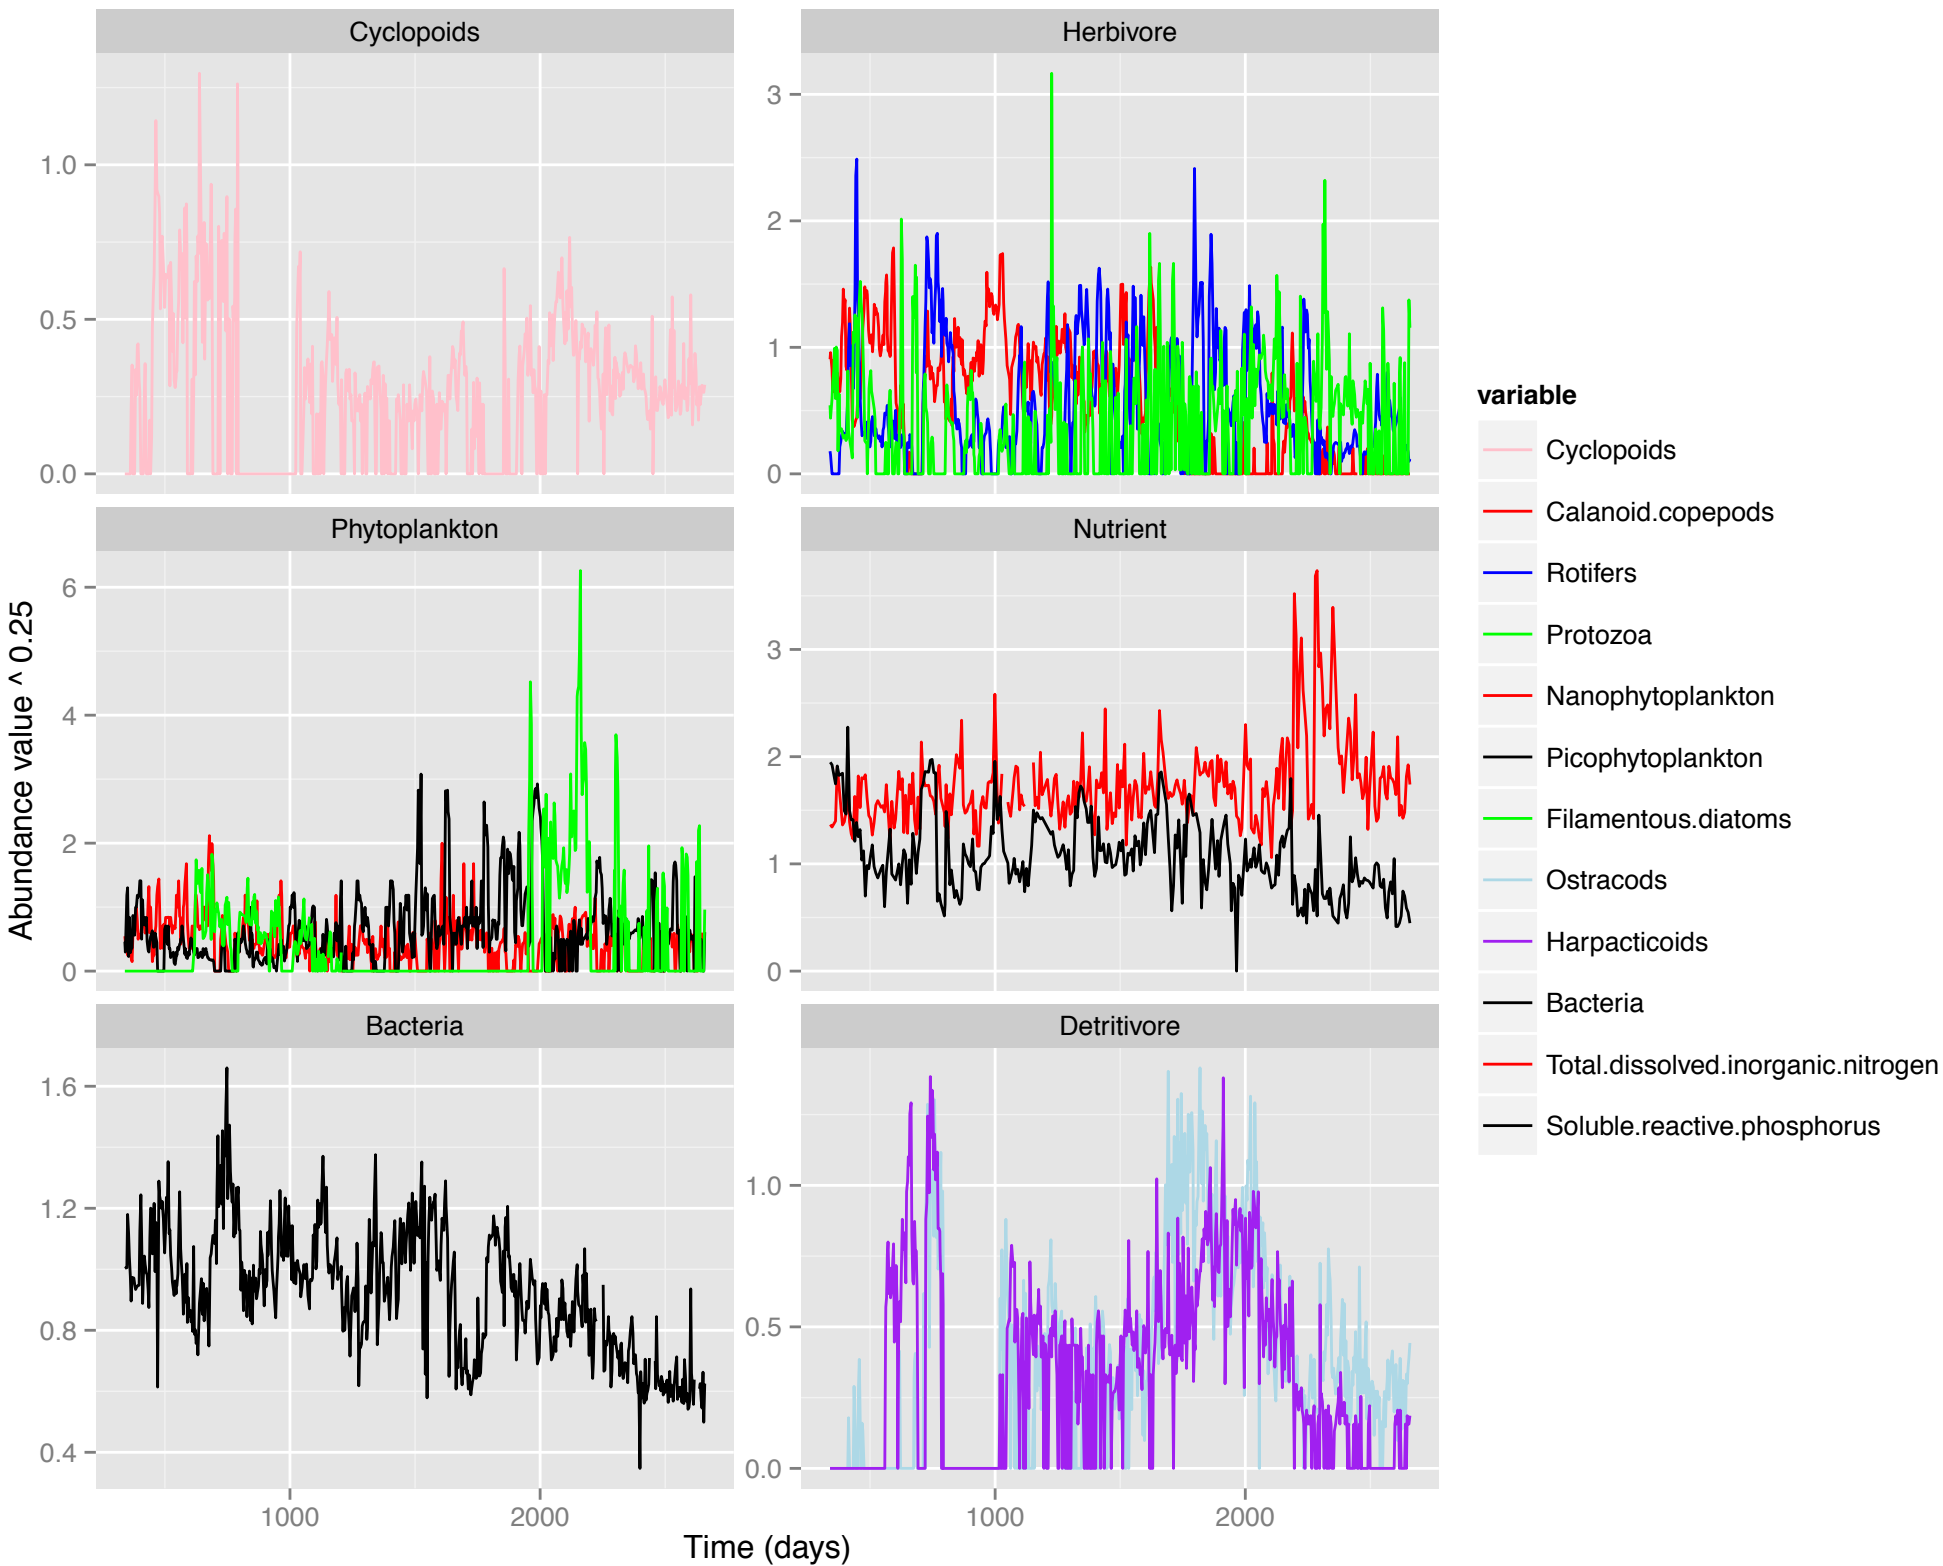 Cyclopoids
Herbivore
1.0
0.5
0.0
3
2
1
0
Phytoplankton
Nutrient
6
4
2
0
3
2
1
0
Bacteria
Detritivore
1.6
1.2
0.8
0.4
1.0
0.5
0.0
1000
2000
1000
2000
Time (days)
Abundance value ^ 0.25
variable
Cyclopoids
Calanoid.copepods
Rotifers
Protozoa
Nanophytoplankton
Picophytoplankton
Filamentous.diatoms
Ostracods
Harpacticoids
Bacteria
Total.dissolved.inorganic.nitrogen
Soluble.reactive.phosphorus